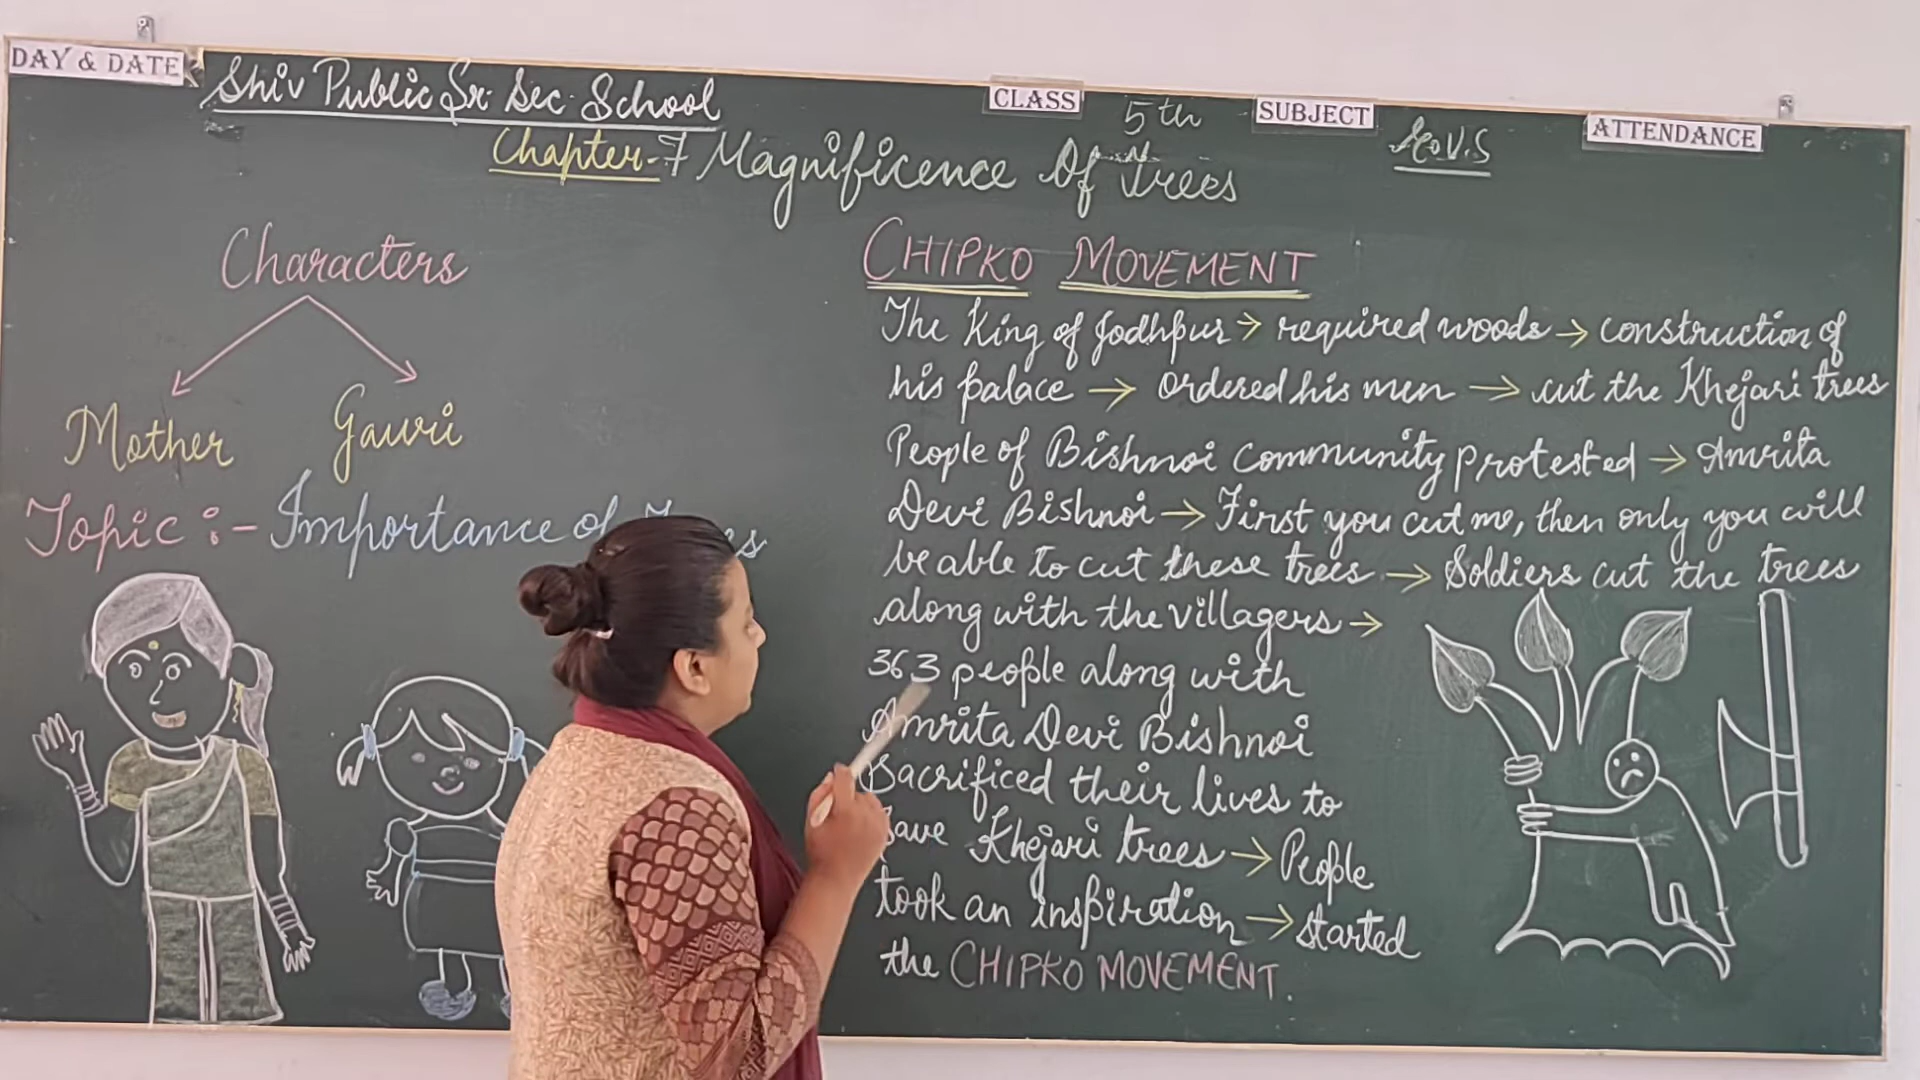 DAY & DATE
Shiv Public Sr. Sec. School
CLASS
5th
SUBJECT
ATTENDANCE
Chapter-7 Magnificence Of Trees
Characters
Mother
Gauri
Topic :- Importance of
CHIPKO MOVEMENT
The King of Jodhpur → required woods → construction of
his palace → ordered his men → cut the Khejari trees
People of Bishnoi community protested → Amrita
Devi Bishnoi → First you cut me, then only you will
be able to cut these trees → Soldiers cut the trees
along with the villagers →
363 people along with
Amrita Devi Bishnoi
Sacrificed their lives to
Save Khejari trees → People
took an inspiration → started
the CHIPKO MOVEMENT.